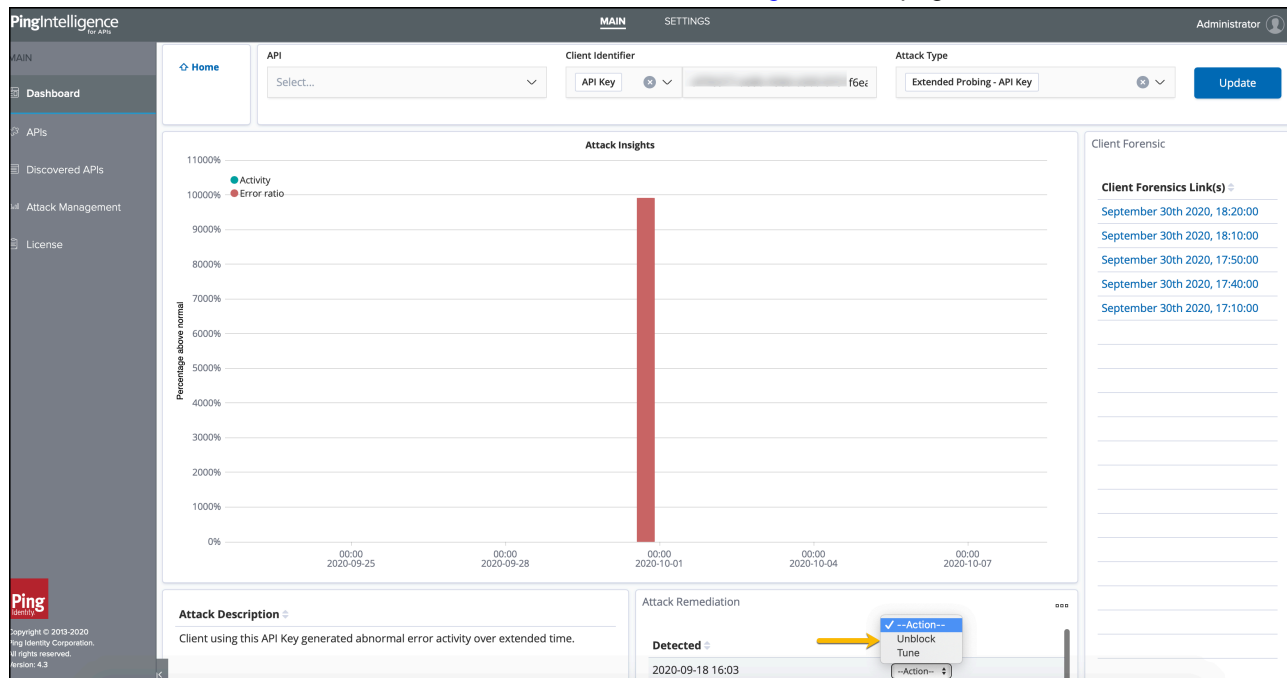 PingIntelligence
for APIs
MAIN
SETTINGS
Administrator
MAIN
Dashboard
APIs
Discovered APIs
Attack Management
License
Home
API
Select...
Client Identifier
API Key
f6ea
Attack Type
Extended Probing - API Key
Update
Attack Insights
Activity
Error ratio
Percentage above normal
11000%
10000%
9000%
8000%
7000%
6000%
5000%
4000%
3000%
2000%
1000%
0%
00:00
2020-09-25
00:00
2020-09-28
00:00
2020-10-01
00:00
2020-10-04
00:00
2020-10-07
Client Forensic
Client Forensics Link(s)
September 30th 2020, 18:20:00
September 30th 2020, 18:10:00
September 30th 2020, 17:50:00
September 30th 2020, 17:40:00
September 30th 2020, 17:10:00
Attack Description
Client using this API Key generated abnormal error activity over extended time.
Attack Remediation
Detected
2020-09-18 16:03
--Action--
Unblock
Tune
--Action--
Ping
Identity
Copyright © 2013-2020
Ping Identity Corporation.
All rights reserved.
Version: 4.3